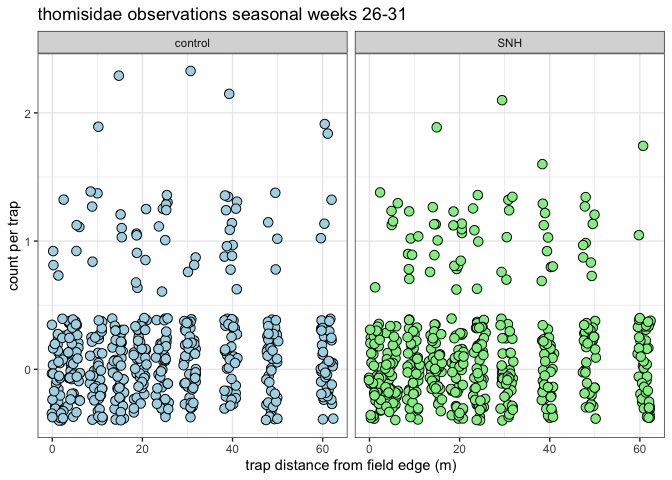 thomisidae observations seasonal weeks 26-31
control SNH
2
1
0
count per trap
0 20 40 60 0 20 40 60
trap distance from field edge (m)